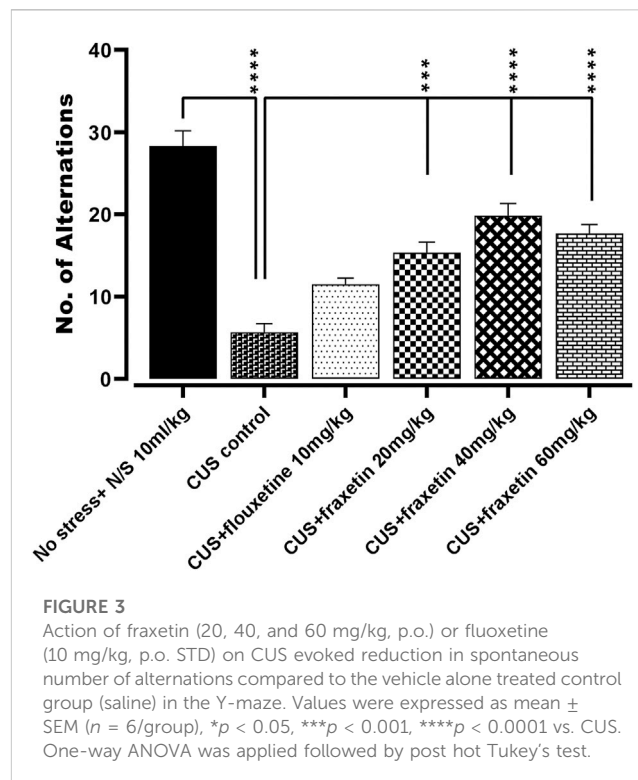 40
30
20
10
0
No. of Alternations
****
***
****
****
No stress+ N/S 10ml/kg
CUS control
CUS+flouxetine 10mg/kg
CUS+fraxetin 20mg/kg
CUS+fraxetin 40mg/kg
CUS+fraxetin 60mg/kg
FIGURE 3
Action of fraxetin (20, 40, and 60 mg/kg, p.o.) or fluoxetine
(10 mg/kg, p.o. STD) on CUS evoked reduction in spontaneous
number of alternations compared to the vehicle alone treated control
group (saline) in the Y-maze. Values were expressed as mean ±
SEM (n = 6/group), *p < 0.05, ***p < 0.001, ****p < 0.0001 vs. CUS.
One-way ANOVA was applied followed by post hot Tukey’s test.